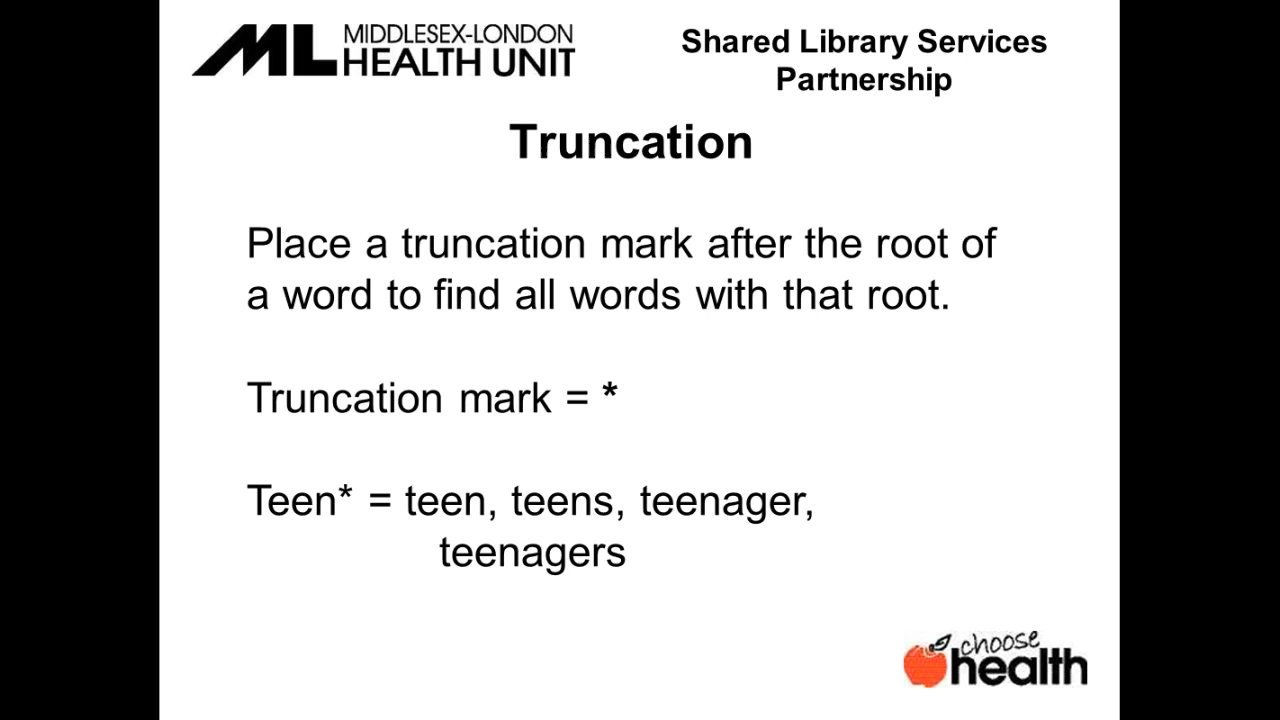 MIDDLESEX-LONDON
HEALTH UNIT
ML
Shared Library Services
Partnership
Truncation
Place a truncation mark after the root of
a word to find all words with that root.
Truncation mark = *
Teen* = teen, teens, teenager,
teenagers
choose
health